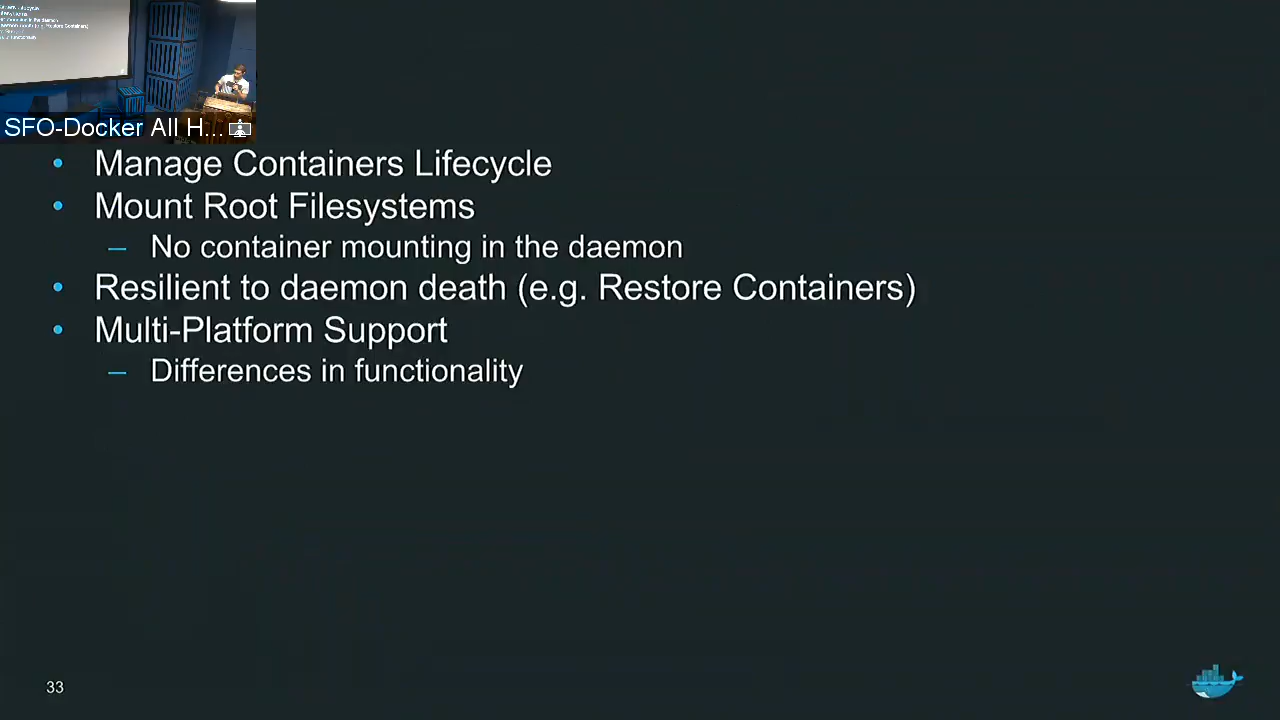 SFO-Docker All H...
• Manage Containers Lifecycle
• Mount Root Filesystems
– No container mounting in the daemon
• Resilient to daemon death (e.g. Restore Containers)
• Multi-Platform Support
– Differences in functionality
33